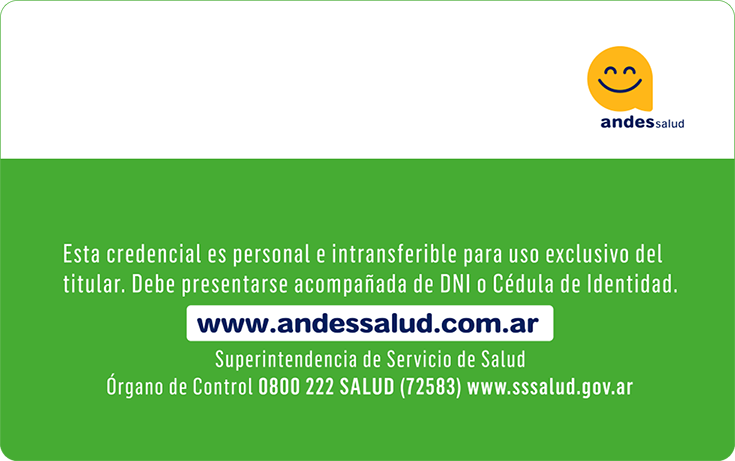 andessalud
Esta credencial es personal e intransferible para uso exclusivo del
titular. Debe presentarse acompañada de DNI o Cédula de Identidad.
www.andessalud.com.ar
Superintendencia de Servicio de Salud
Órgano de Control 0800 222 SALUD (72583) www.sssalud.gov.ar